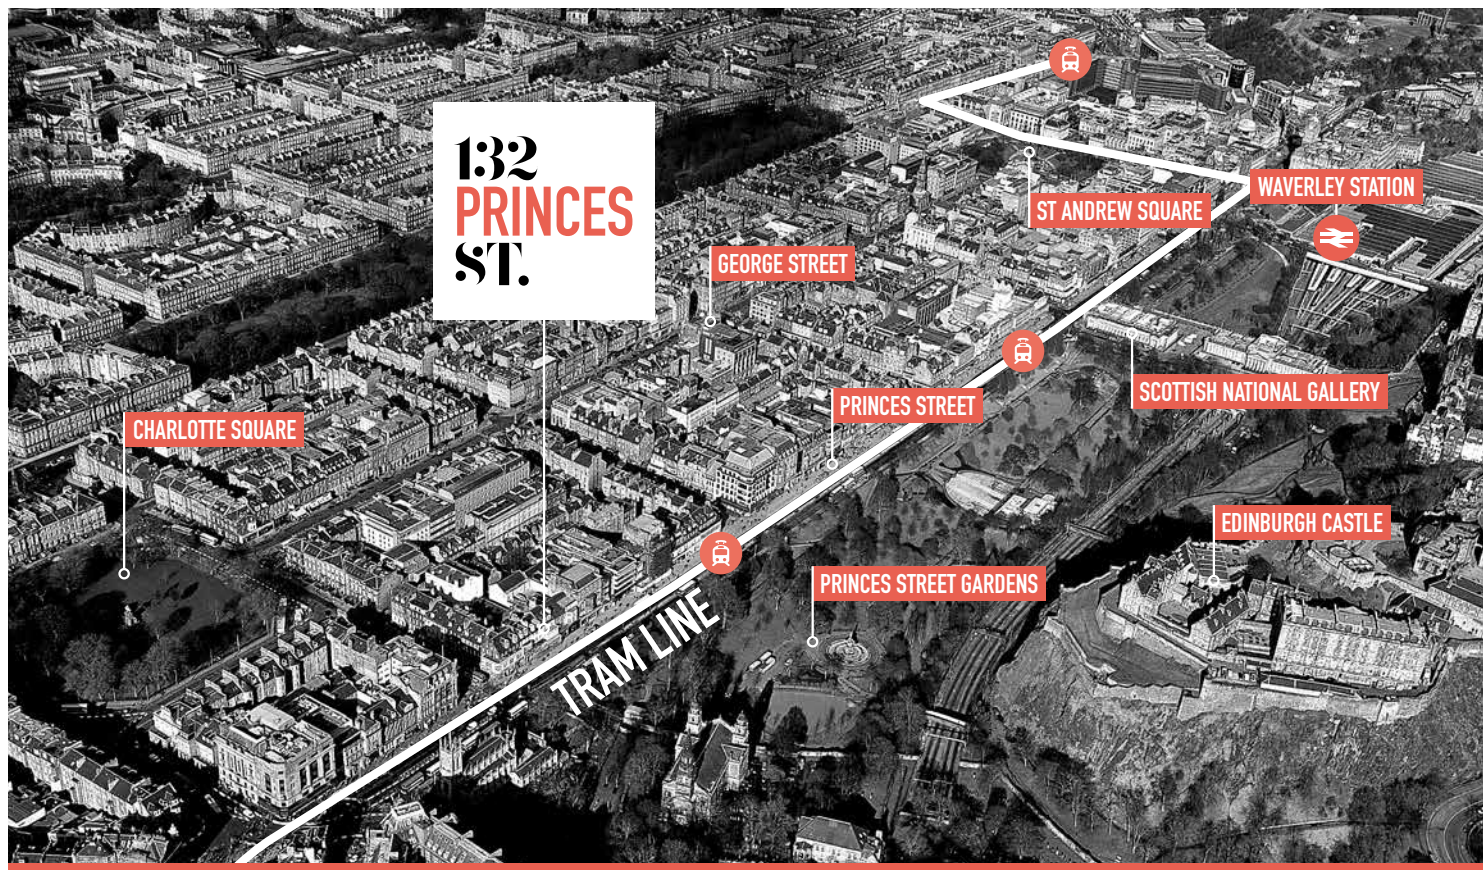 132
PRINCES
ST.
WAVERLEY STATION
ST ANDREW SQUARE
GEORGE STREET
SCOTTISH NATIONAL GALLERY
PRINCES STREET
CHARLOTTE SQUARE
EDINBURGH CASTLE
PRINCES STREET GARDENS
TRAM LINE